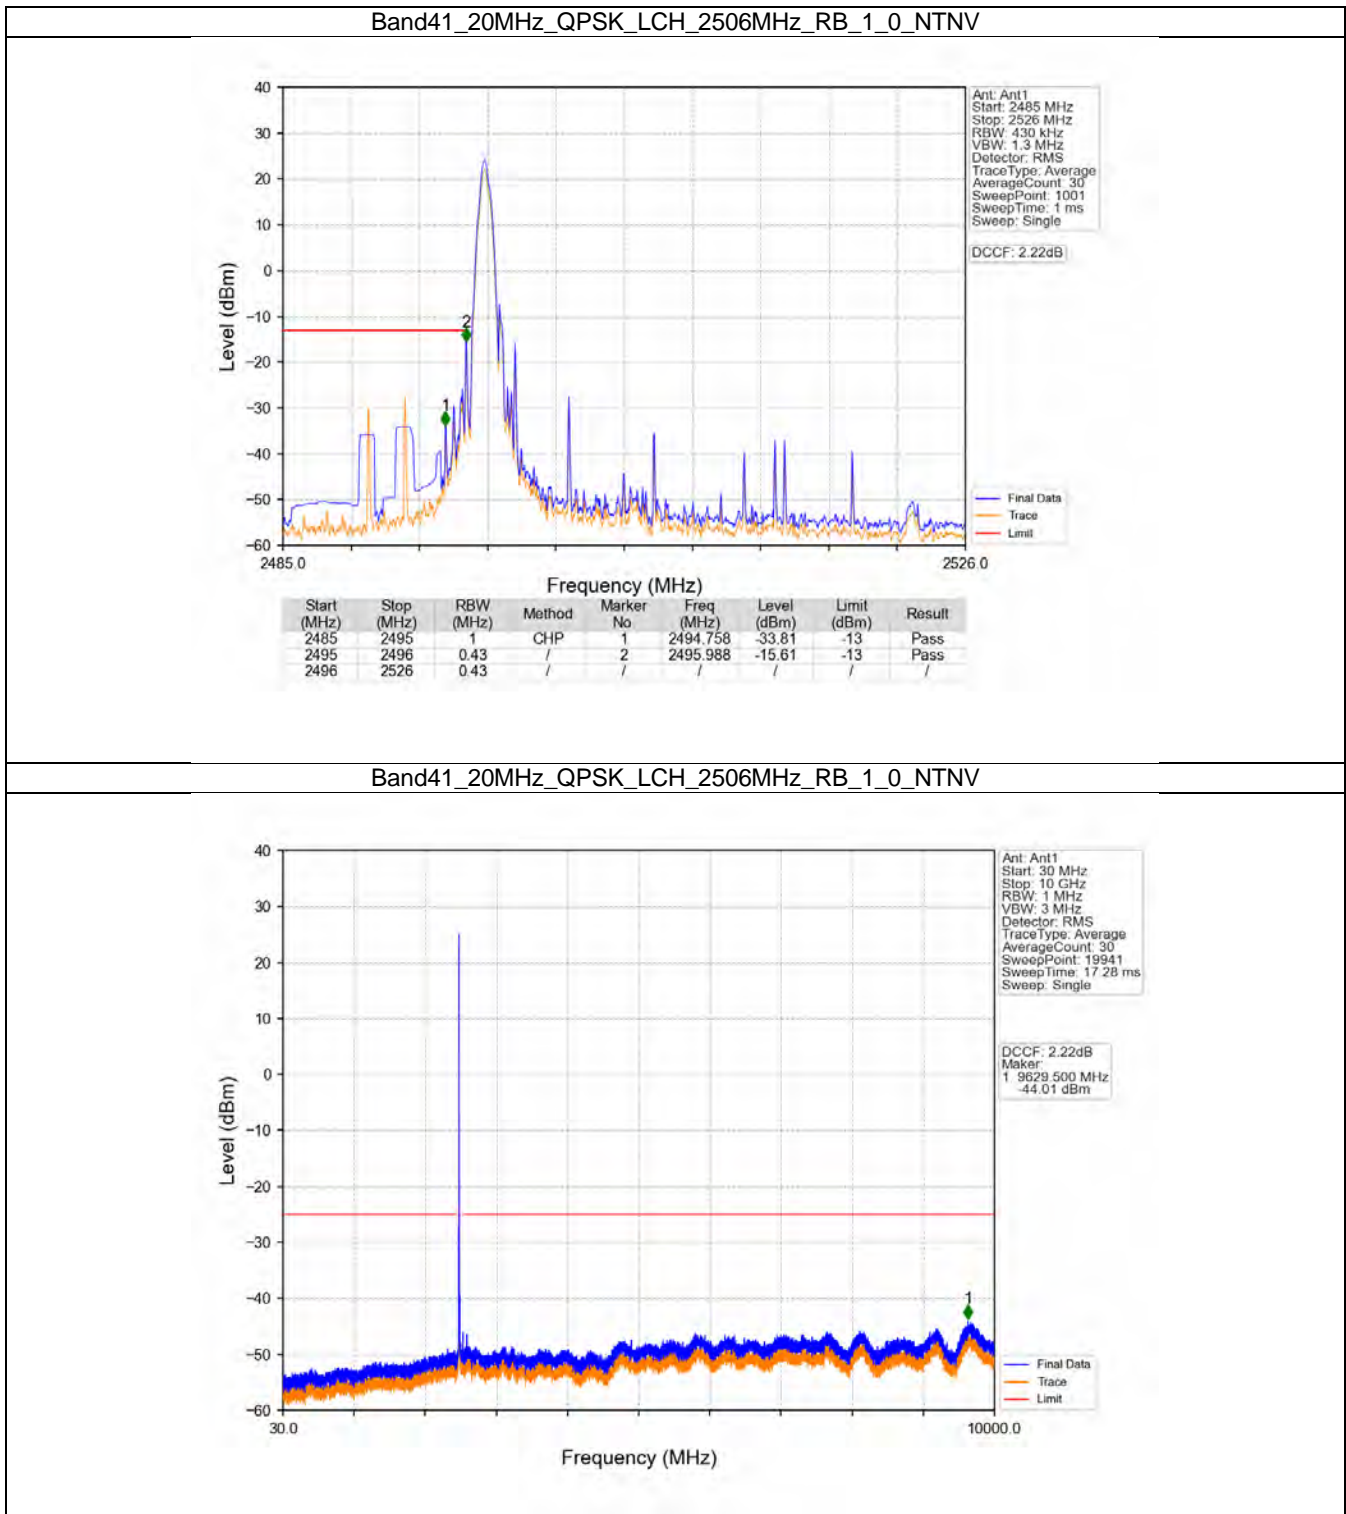 Band41_20MHz_QPSK_LCH_2506MHz_RB_1_0_NTNV
40
30
20
10
0
−10
−20
−30
−40
−50
−60
Level (dBm)
2
1
2485.0
2526.0
Frequency (MHz)
Ant: Ant1
Start: 2485 MHz
Stop: 2526 MHz
RBW: 430 kHz
VBW: 1.3 MHz
Detector: RMS
TraceType: Average
AverageCount: 30
SweepPoint: 1001
SweepTime: 1 ms
Sweep: Single
DCCF: 2.22dB
Final Data
Trace
Limit
Start (MHz) Stop (MHz) RBW (MHz) Method Marker No Freq (MHz) Level (dBm) Limit (dBm) Result
2485 2495 1 CHP 1 2494.758 -33.81 -13 Pass
2495 2496 0.43 / 2 2495.988 -15.61 -13 Pass
2496 2526 0.43 / / / / / /
Band41_20MHz_QPSK_LCH_2506MHz_RB_1_0_NTNV
40
30
20
10
0
−10
−20
−30
−40
−50
−60
Level (dBm)
1
30.0
10000.0
Frequency (MHz)
Ant: Ant1
Start: 30 MHz
Stop: 10 GHz
RBW: 1 MHz
VBW: 3 MHz
Detector: RMS
TraceType: Average
AverageCount: 30
SweepPoint: 19941
SweepTime: 17.28 ms
Sweep: Single
DCCF: 2.22dB
Maker:
1 9629.500 MHz
-44.01 dBm
Final Data
Trace
Limit